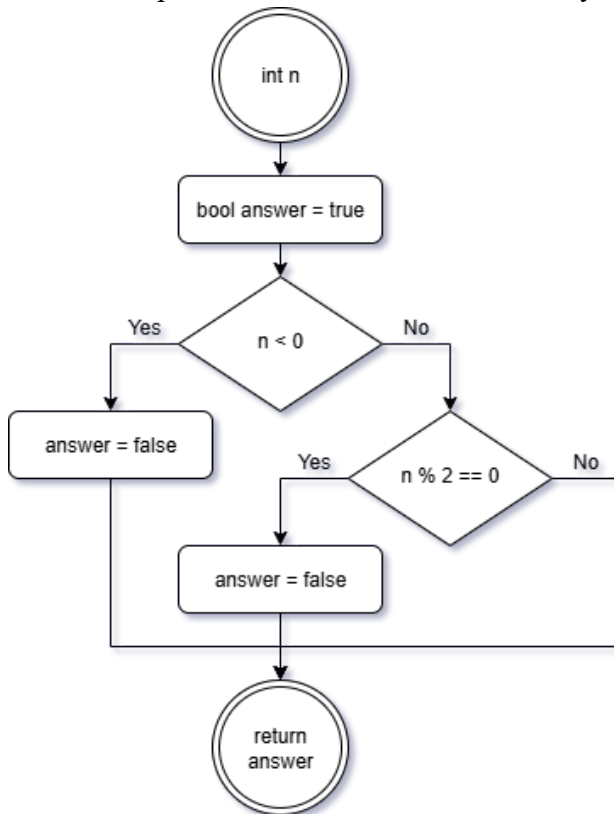 int n
bool answer = true
Yes
n < 0
No
answer = false
Yes
n % 2 == 0
No
answer = false
return
answer